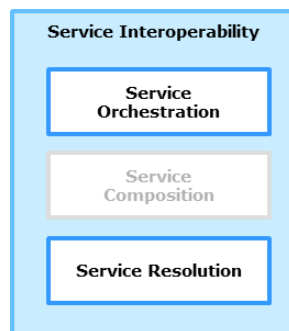 Service Interoperability
Service
Orchestration
Service
Composition
Service Resolution